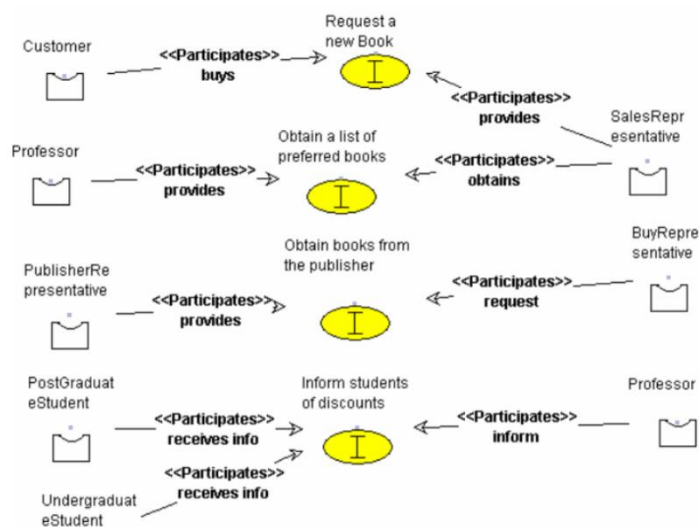 Request a
new Book
Customer
<<Participates>>
buys
I
<<Participates>>
provides
SalesRepr
esentative
Professor
Obtain a list of
preferred books
<<Participates>>
provides
<<Participates>>
obtains
I
BuyRepre
sentative
Obtain books from
the publisher
PublisherRe
presentative
<<Participates>>
provides
<<Participates>>
request
I
PostGraduat
eStudent
Inform students
of discounts
Professor
<<Participates>>
receives info
<<Participates>>
inform
I
<<Participates>>
receives info
Undergraduat
eStudent